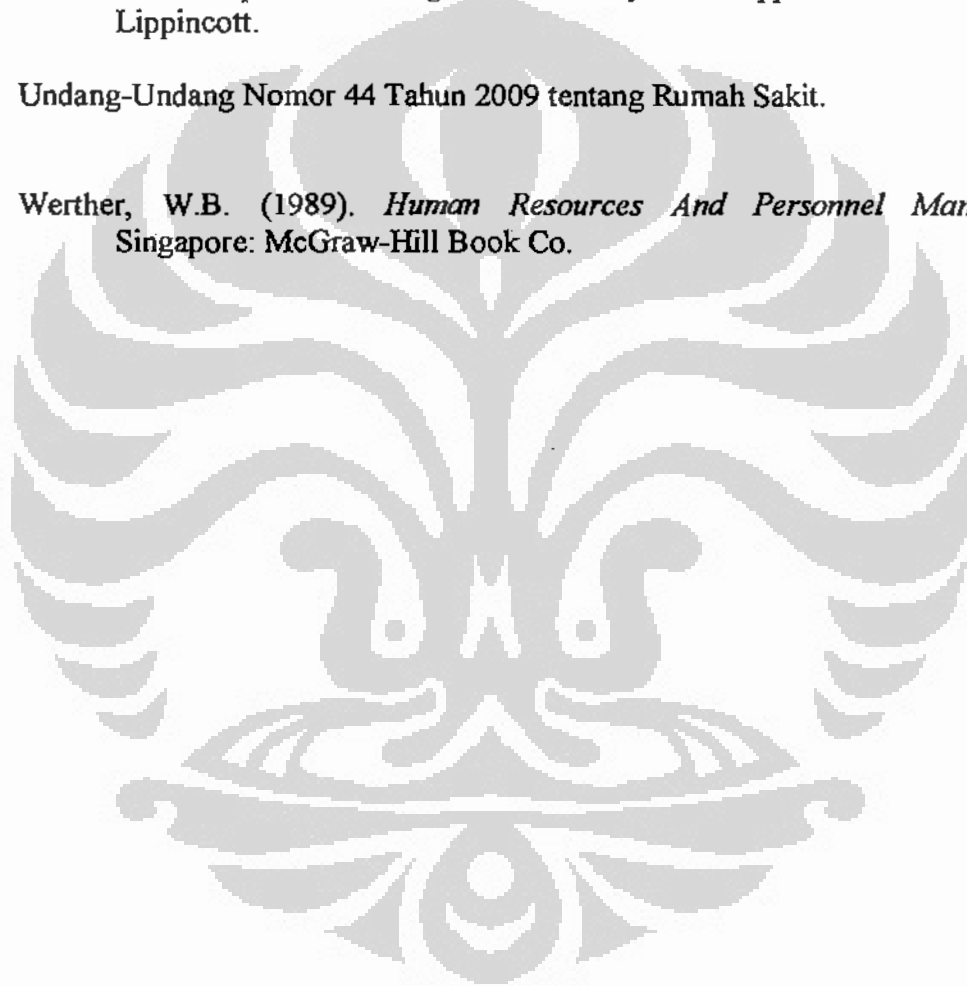 Lippincott.
Undang-Undang Nomor 44 Tahun 2009 tentang Rumah Sakit.
Werther, W.B. (1989). Human Resources And Personnel
Singapore: McGraw-Hill Book Co.